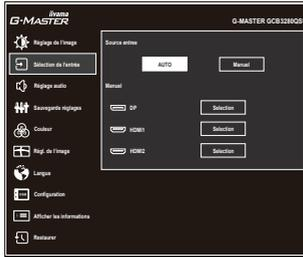 iiyama
G-MASTER
G-MASTER GCB3280QS
Réglage de l'image
Sélection de l'entrée
Réglage audio
Sauvegarde réglages
Couleur
Régl. de l'image
Langue
Configuration
Afficher les informations
Restaurer
Source entree
AUTO
Manuel
Manuel
DP
Selection
HDMI1
Selection
HDMI2
Selection